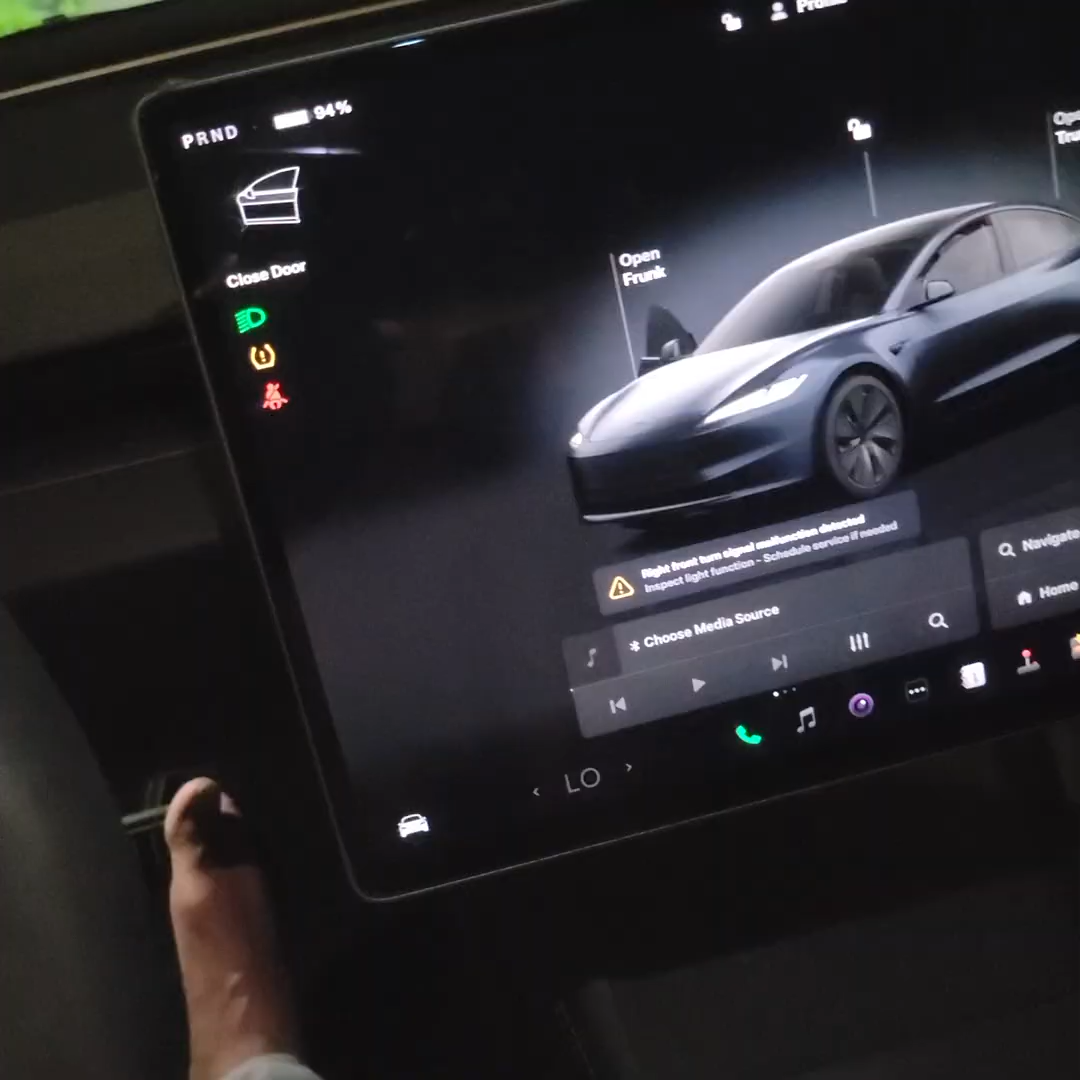 PRND
94%
Close Door
Open
Frunk
Right front turn signal malfunction detected
Inspect light function - Schedule service if needed
Choose Media Source
Navigate
Home
LO